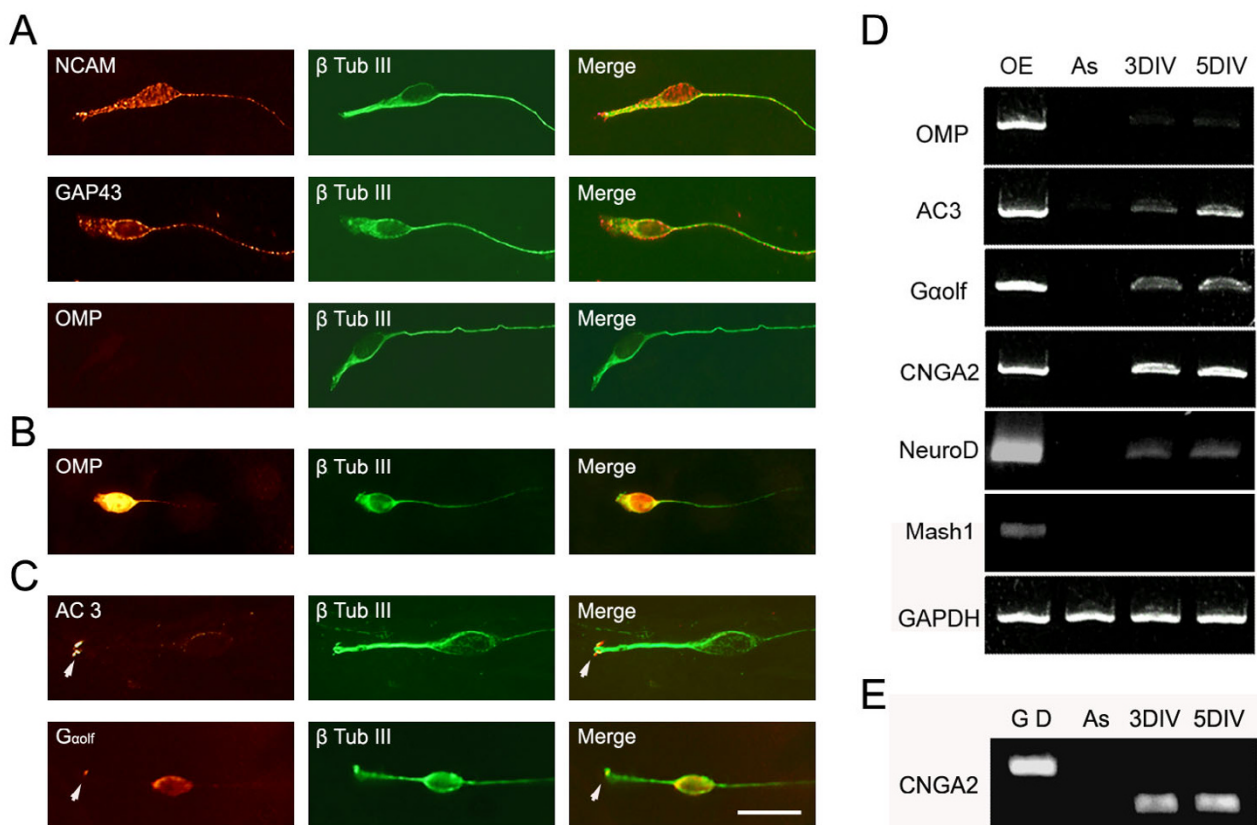 A
NCAM β Tub III Merge
GAP43 β Tub III Merge
OMP β Tub III Merge
B
OMP β Tub III Merge
C
AC 3 β Tub III Merge
Gαolf β Tub III Merge
D
OE As 3DIV 5DIV
OMP
AC3
Gαolf
CNGA2
NeuroD
Mash1
GAPDH
E
G D As 3DIV 5DIV
CNGA2